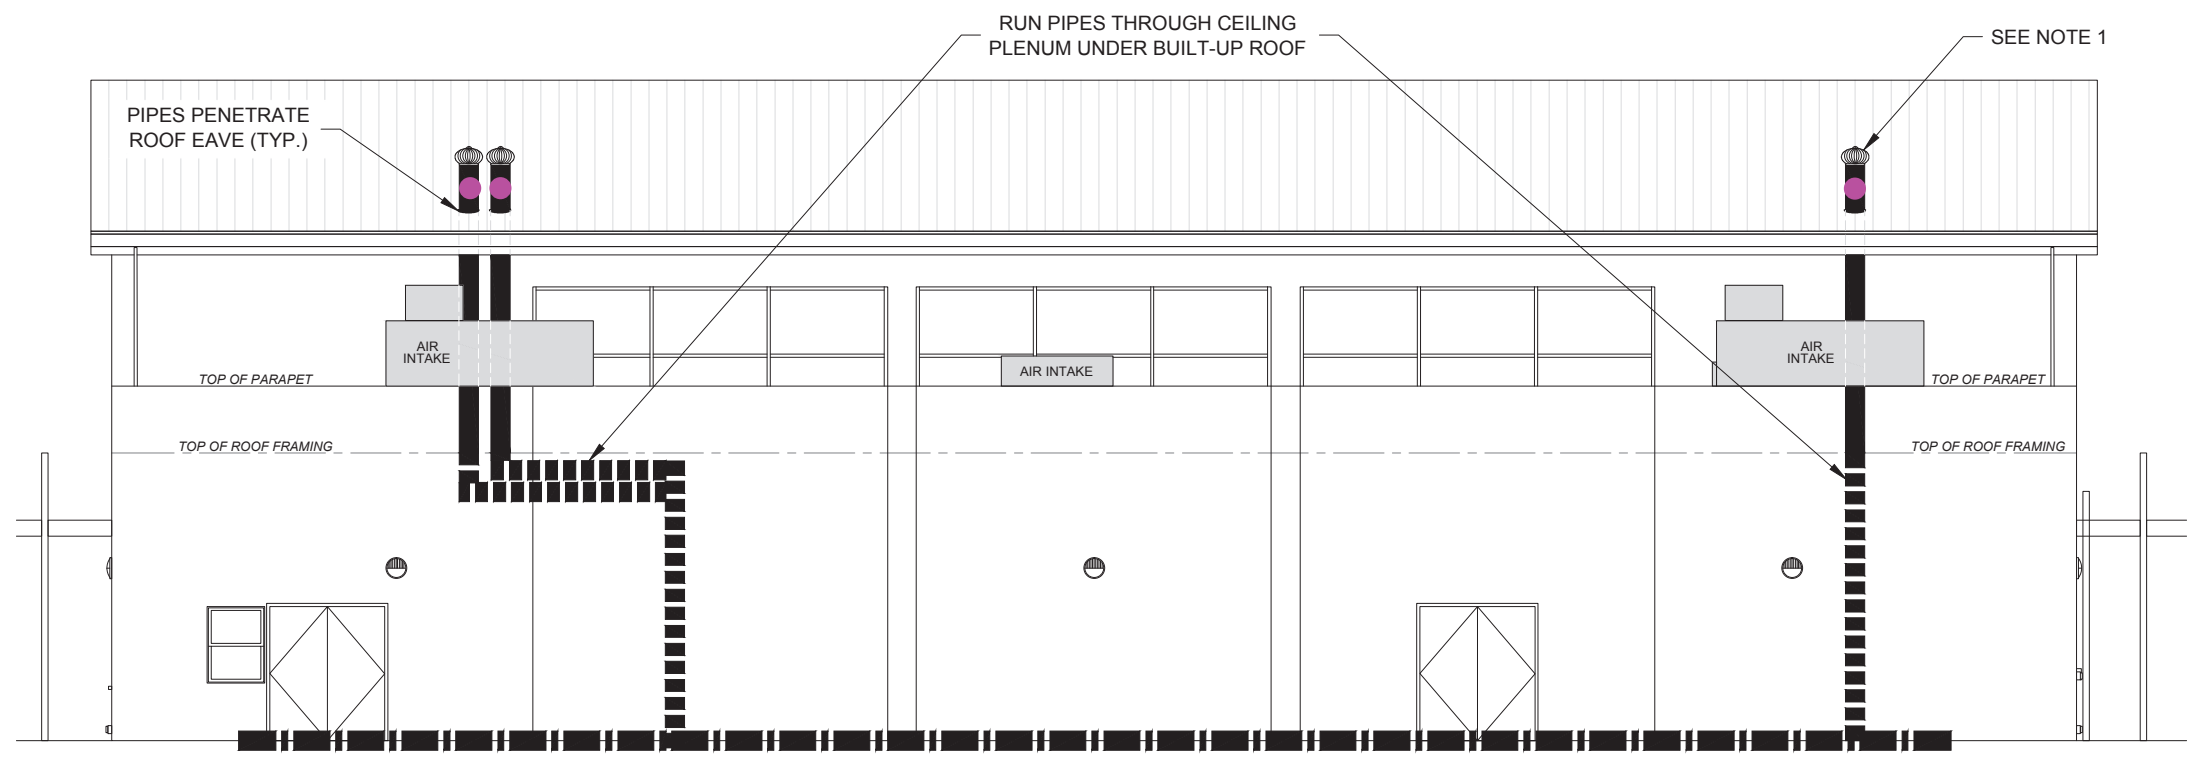 RUN PIPES THROUGH CEILING
PLENUM UNDER BUILT-UP ROOF
SEE NOTE 1
PIPES PENETRATE
ROOF EAVE (TYP.)
AIR
INTAKE
AIR INTAKE
AIR
INTAKE
TOP OF PARAPET
TOP OF PARAPET
TOP OF ROOF FRAMING
TOP OF ROOF FRAMING